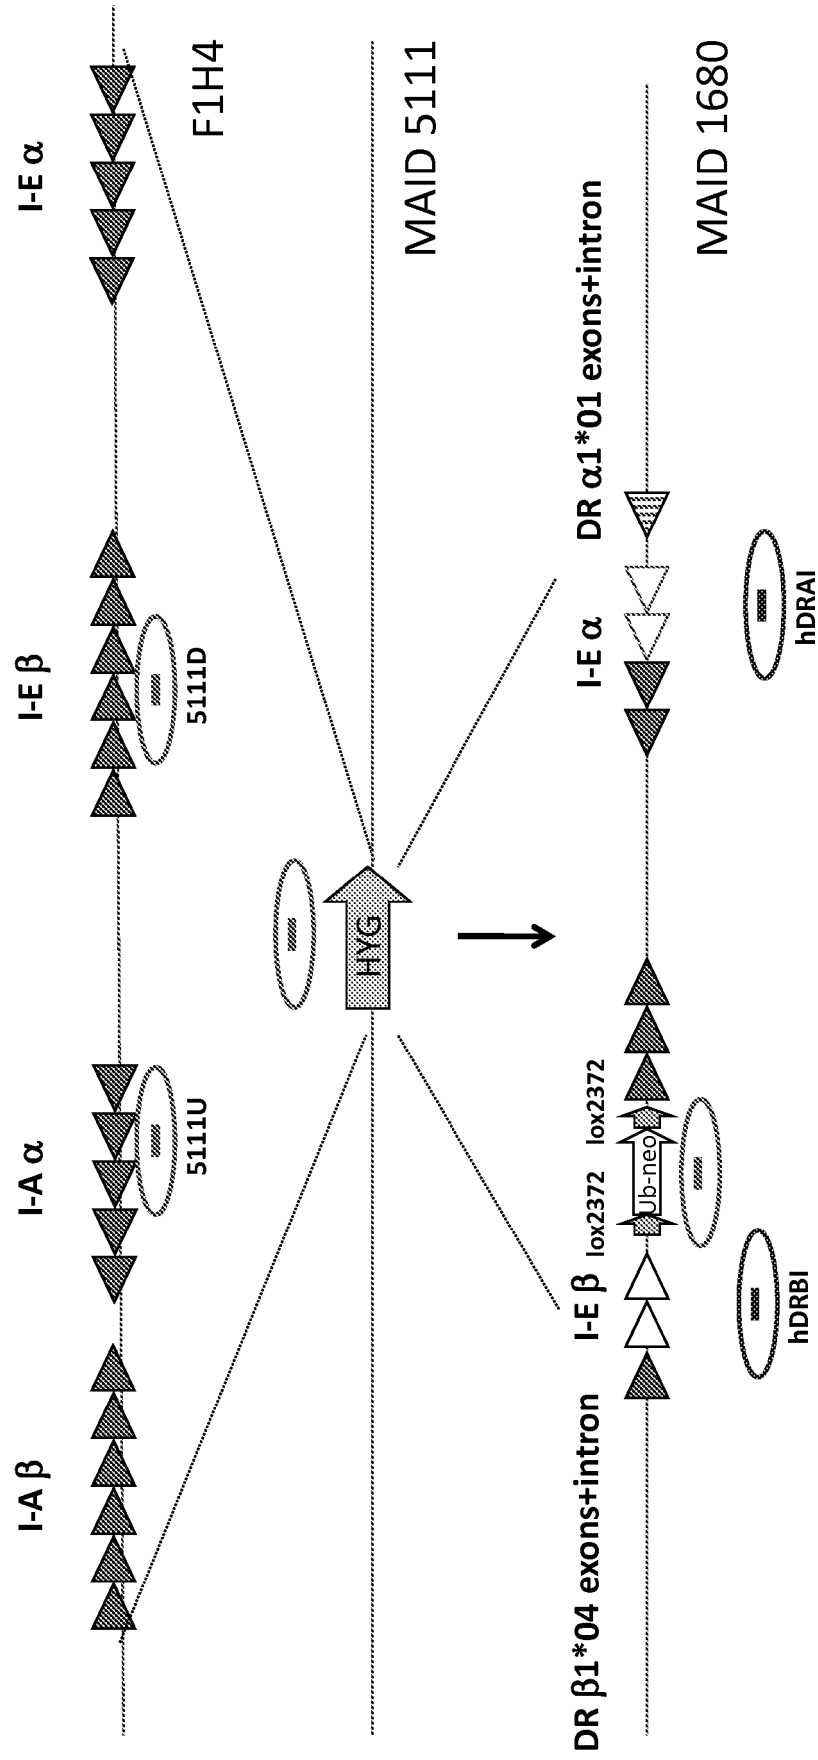 I-A β
I-A α
I-E β
I-E α
5111U
5111D
F1H4
HYG
MAID 5111
DR β1*04 exons+intron
I-E β
lox2372
lox2372
Ub-neo
I-E α
DR α1*01 exons+intron
hDRBI
hDRAI
MAID 1680